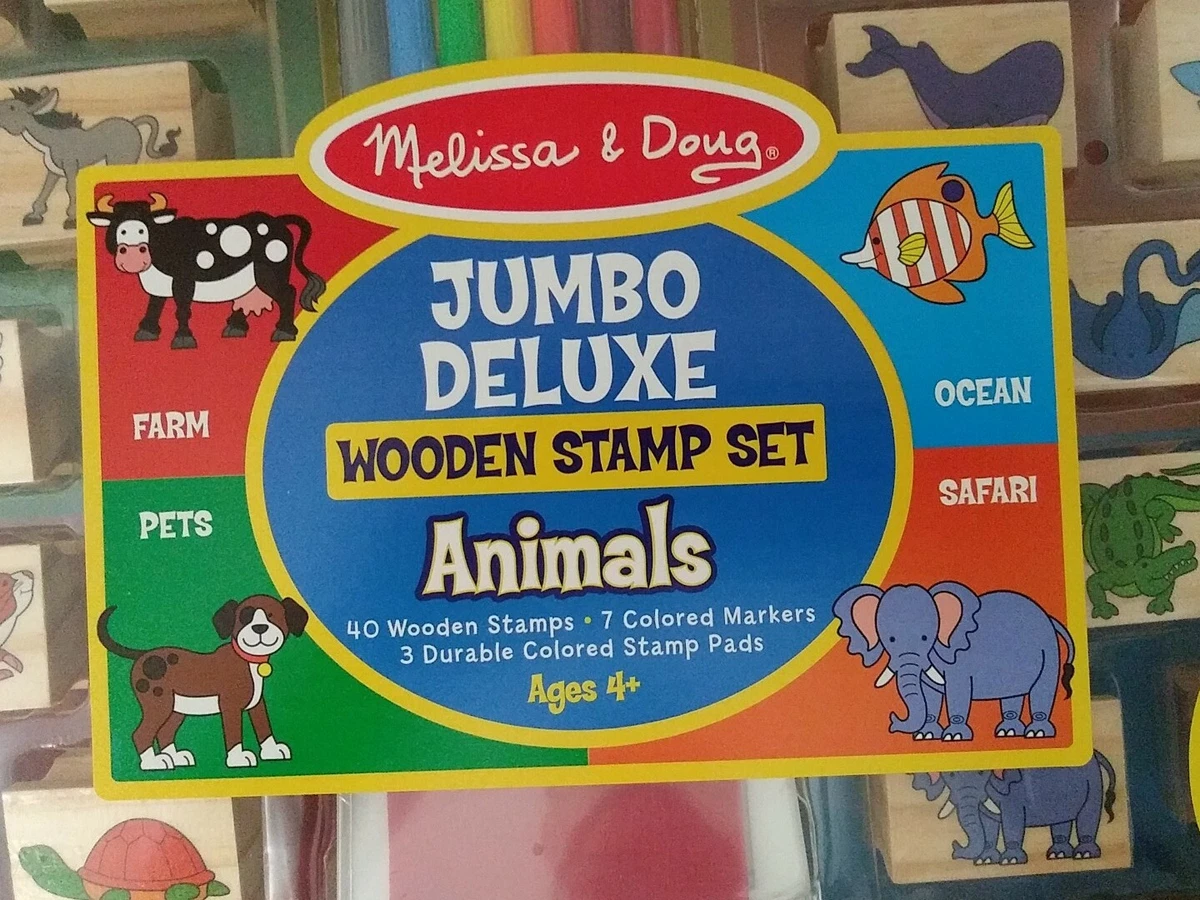 Melissa & Doug®
JUMBO
DELUXE
WOODEN STAMP SET
Animals
40 Wooden Stamps • 7 Colored Markers
3 Durable Colored Stamp Pads
Ages 4+
FARM
OCEAN
PETS
SAFARI